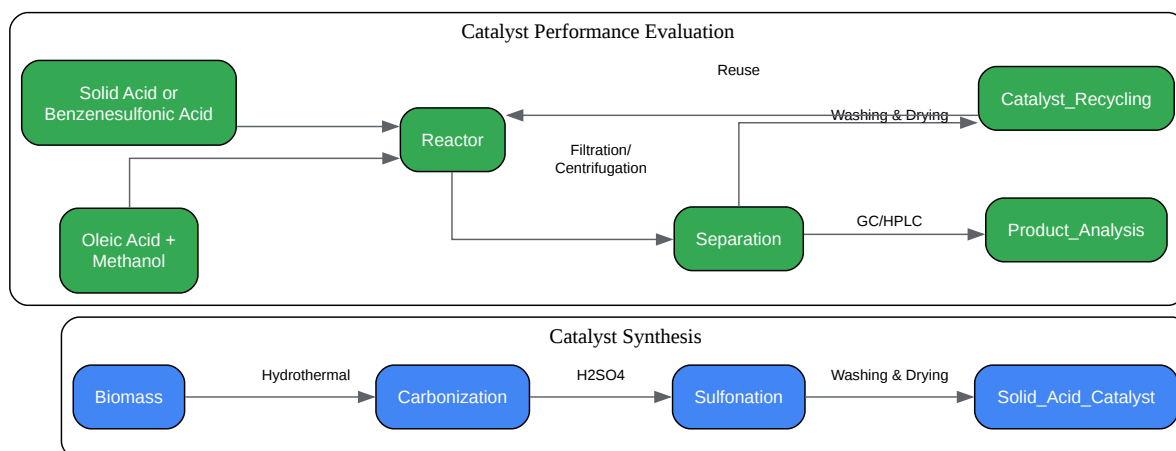 Catalyst Performance Evaluation
Solid Acid or
Benzenesulfonic Acid
Reuse
Catalyst_Recycling
Washing & Drying
Reactor
Filtration/
Centrifugation
Oleic Acid +
Methanol
Separation
GC/HPLC
Product_Analysis
Catalyst Synthesis
Biomass
Hydrothermal
Carbonization
H2SO4
Sulfonation
Washing & Drying
Solid_Acid_Catalyst